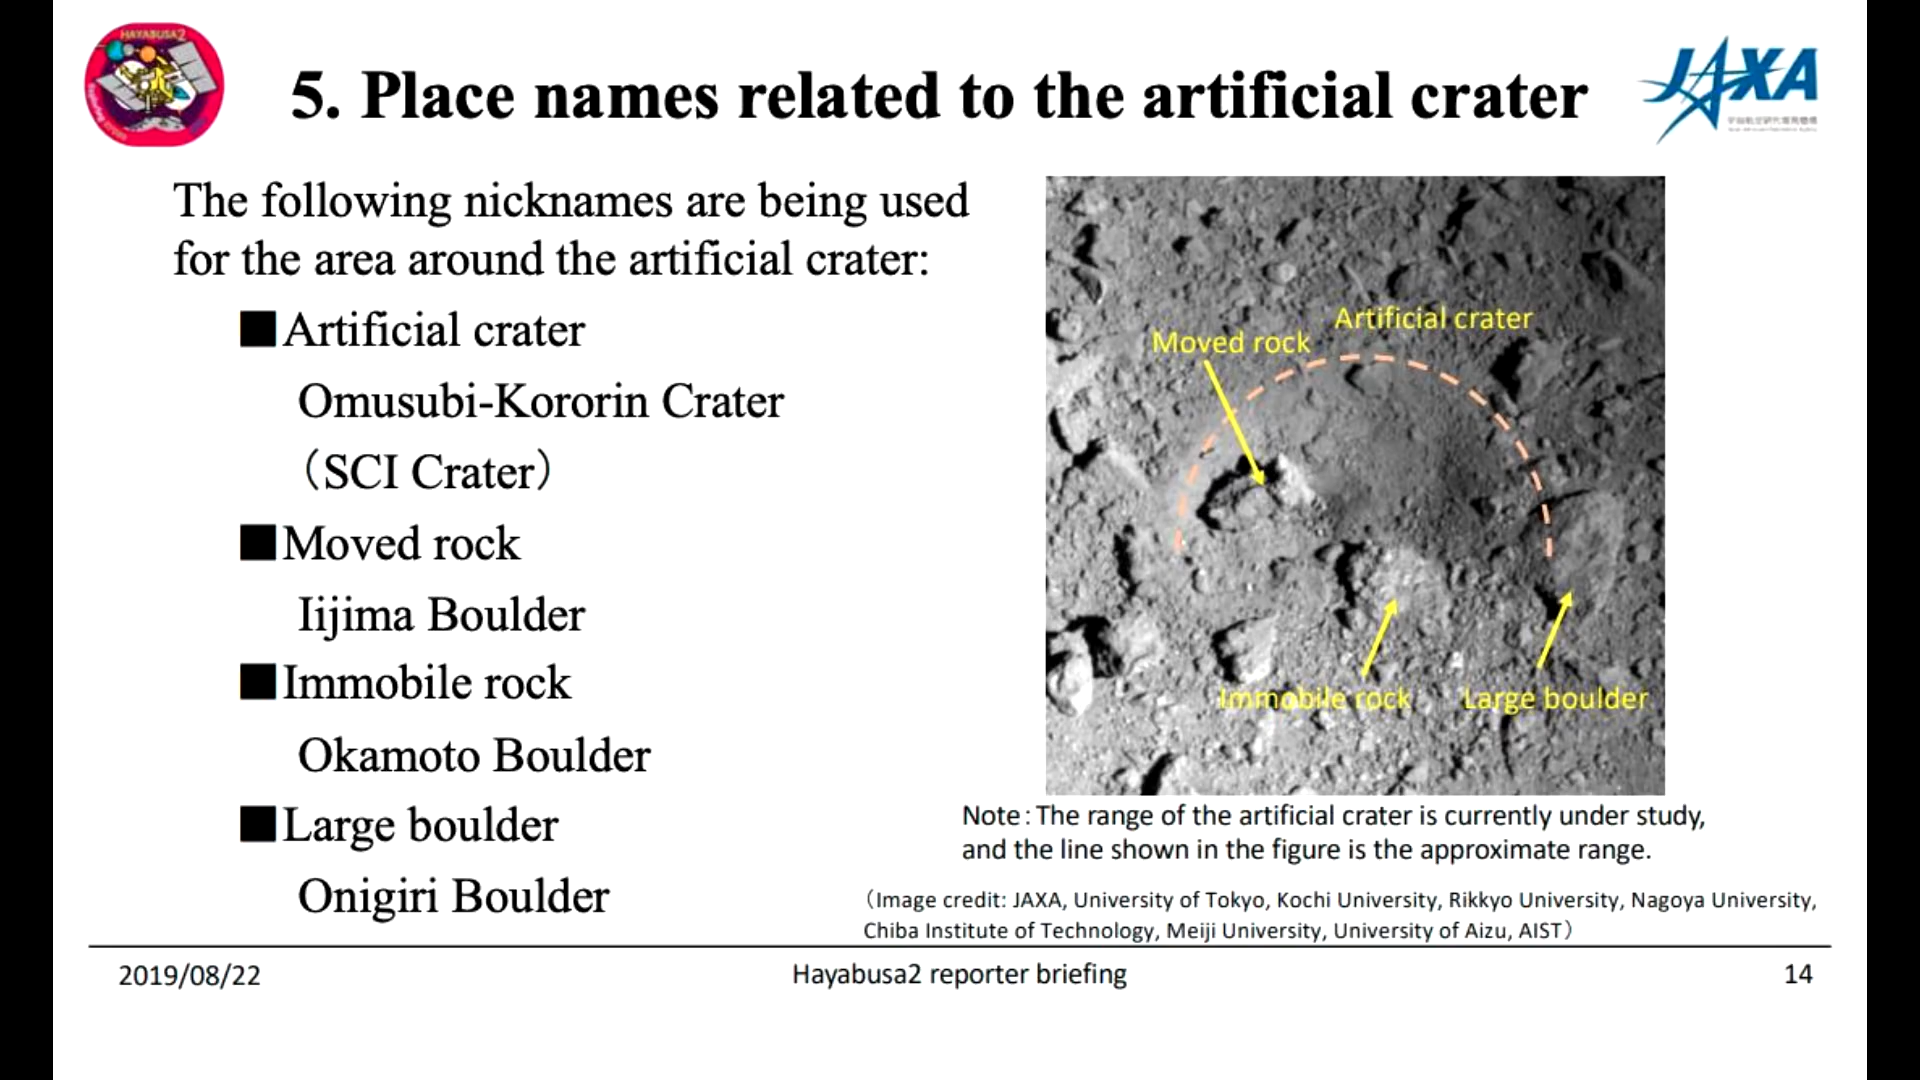 HAYABUSA2
5. Place names related to the artificial crater
JAXA
The following nicknames are being used
for the area around the artificial crater:
■Artificial crater
Omusubi-Kororin Crater
（SCI Crater）
■Moved rock
Iijima Boulder
■Immobile rock
Okamoto Boulder
■Large boulder
Onigiri Boulder
Artificial crater
Moved rock
Immobile rock
Large boulder
Note：The range of the artificial crater is currently under study,
and the line shown in the figure is the approximate range.
（Image credit: JAXA, University of Tokyo, Kochi University, Rikkyo University, Nagoya University,
Chiba Institute of Technology, Meiji University, University of Aizu, AIST）
2019/08/22
Hayabusa2 reporter briefing
14